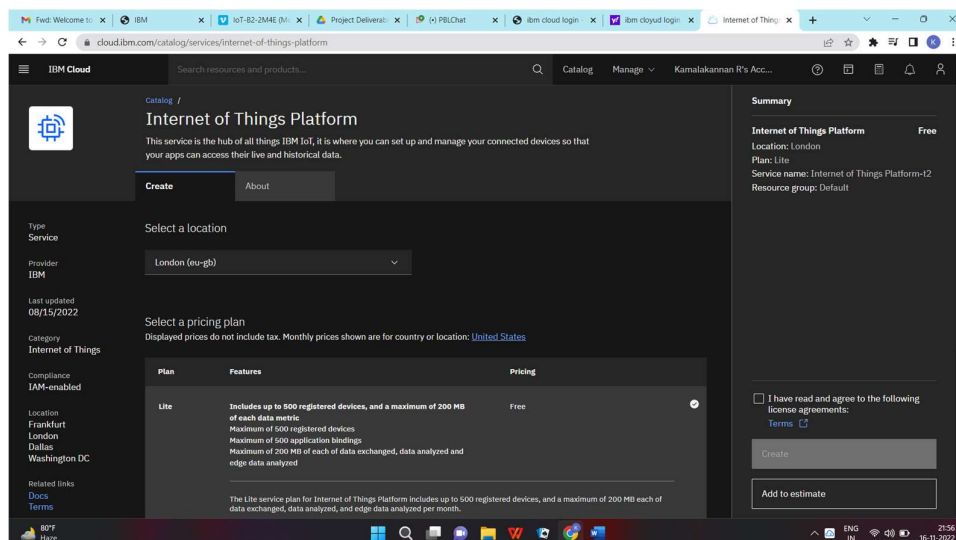 Fwd: Welcome to
IBM
IoT-B2-2M4E (Mo
Project Deliverab
(•) PBLChat
ibm cloud login
ibm cloyud login
Internet of Thing
cloud.ibm.com/catalog/services/internet-of-things-platform
K
IBM Cloud
Search resources and products...
Catalog
Manage
Kamalakannan R's Acc...
Catalog /
Internet of Things Platform
This service is the hub of all things IBM IoT, it is where you can set up and manage your connected devices so that
your apps can access their live and historical data.
Create
About
Type
Service
Provider
IBM
Last updated
08/15/2022
Category
Internet of Things
Compliance
IAM-enabled
Location
Frankfurt
London
Dallas
Washington DC
Related links
Docs
Terms
Select a location
London (eu-gb)
Select a pricing plan
Displayed prices do not include tax. Monthly prices shown are for country or location: United States
Plan
Features
Pricing
Lite
Includes up to 500 registered devices, and a maximum of 200 MB
of each data metric
Maximum of 500 registered devices
Maximum of 500 application bindings
Maximum of 200 MB of each of data exchanged, data analyzed and
edge data analyzed
Free
The Lite service plan for Internet of Things Platform includes up to 500 registered devices, and a maximum of 200 MB each of
data exchanged, data analyzed, and edge data analyzed per month.
Summary
Internet of Things Platform Free
Location: London
Plan: Lite
Service name: Internet of Things Platform-t2
Resource group: Default
I have read and agree to the following
license agreements:
Terms
Create
Add to estimate
80°F
Haze
ENG
IN
21:56
16-11-2022